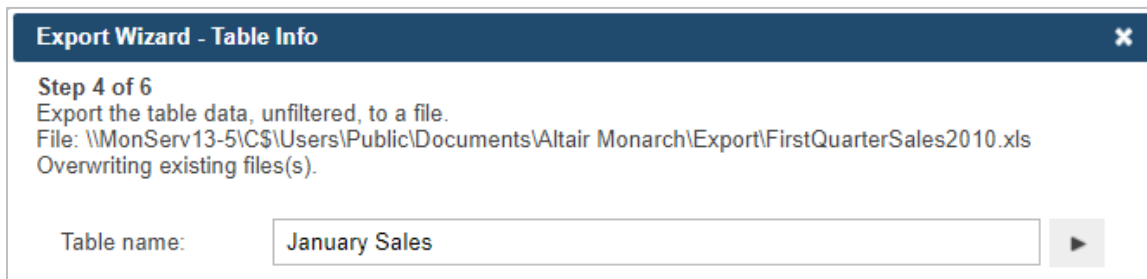 Export Wizard - Table Info
Step 4 of 6
Export the table data, unfiltered, to a file.
File: \\MonServ13-5\C$\Users\Public\Documents\Altair Monarch\Export\FirstQuarterSales2010.xls
Overwriting existing files(s).
Table name: January Sales